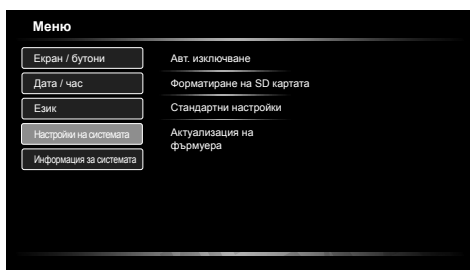 Меню
Екран / бутони
Дата / час
Език
Настройки на системата
Информация за системата
Авт. изключване
Форматиране на SD картата
Стандартни настройки
Актуализация на
фърмуера